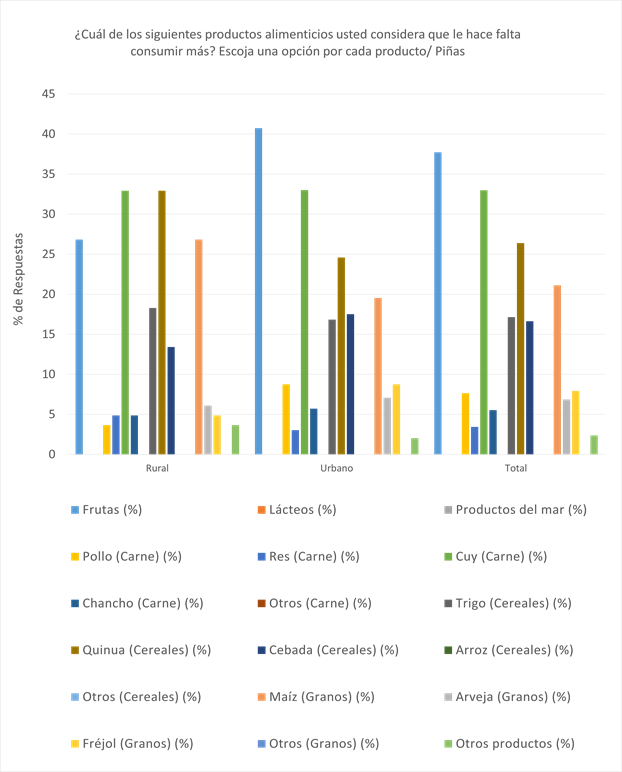 ¿Cuál de los siguientes productos alimenticios usted considera que le hace falta
consumir más? Escoja una opción por cada producto/ Piñas
45
40
35
30
25
20
15
10
5
0
% de Respuestas
Rural Urbano Total
Frutas (%) Lácteos (%) Productos del mar (%)
Pollo (Carne) (%) Res (Carne) (%) Cuy (Carne) (%)
Chancho (Carne) (%) Otros (Carne) (%) Trigo (Cereales) (%)
Quinua (Cereales) (%) Cebada (Cereales) (%) Arroz (Cereales) (%)
Otros (Cereales) (%) Maíz (Granos) (%) Arveja (Granos) (%)
Fréjol (Granos) (%) Otros (Granos) (%) Otros productos (%)